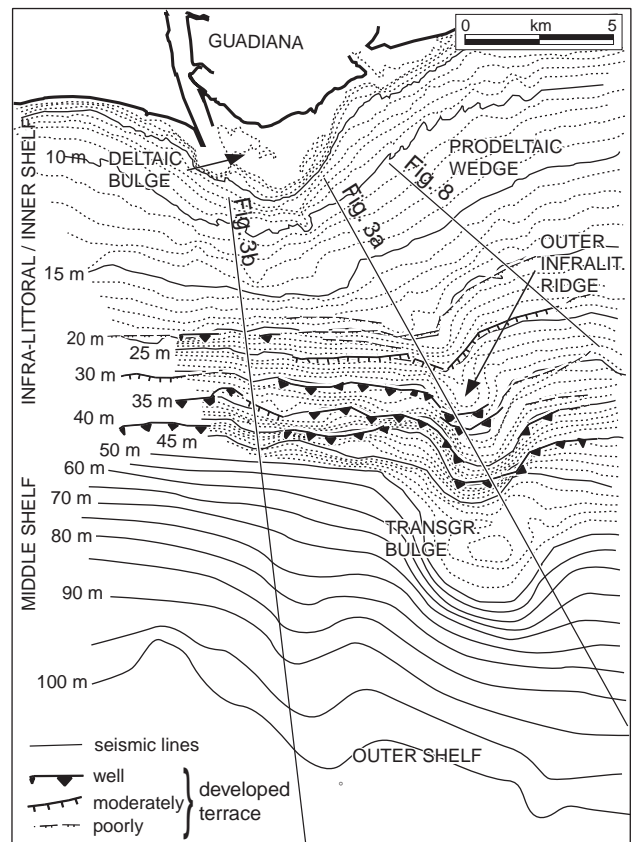 GUADIANA
0 km 5
10 m
DELTAIC
BULGE
PRODELTAIC
WEDGE
Fig. 8
Fig. 3a
Fig. 3b
OUTER
INFRALIT.
RIDGE
INFRA-LITTORAL / INNER SHELF
15 m
20 m
25 m
30 m
35 m
40 m
45 m
50 m
60 m
70 m
80 m
90 m
100 m
MIDDLE SHELF
TRANSGR
BULGE
OUTER SHELF
seismic lines
well
moderately
poorly
developed
terrace